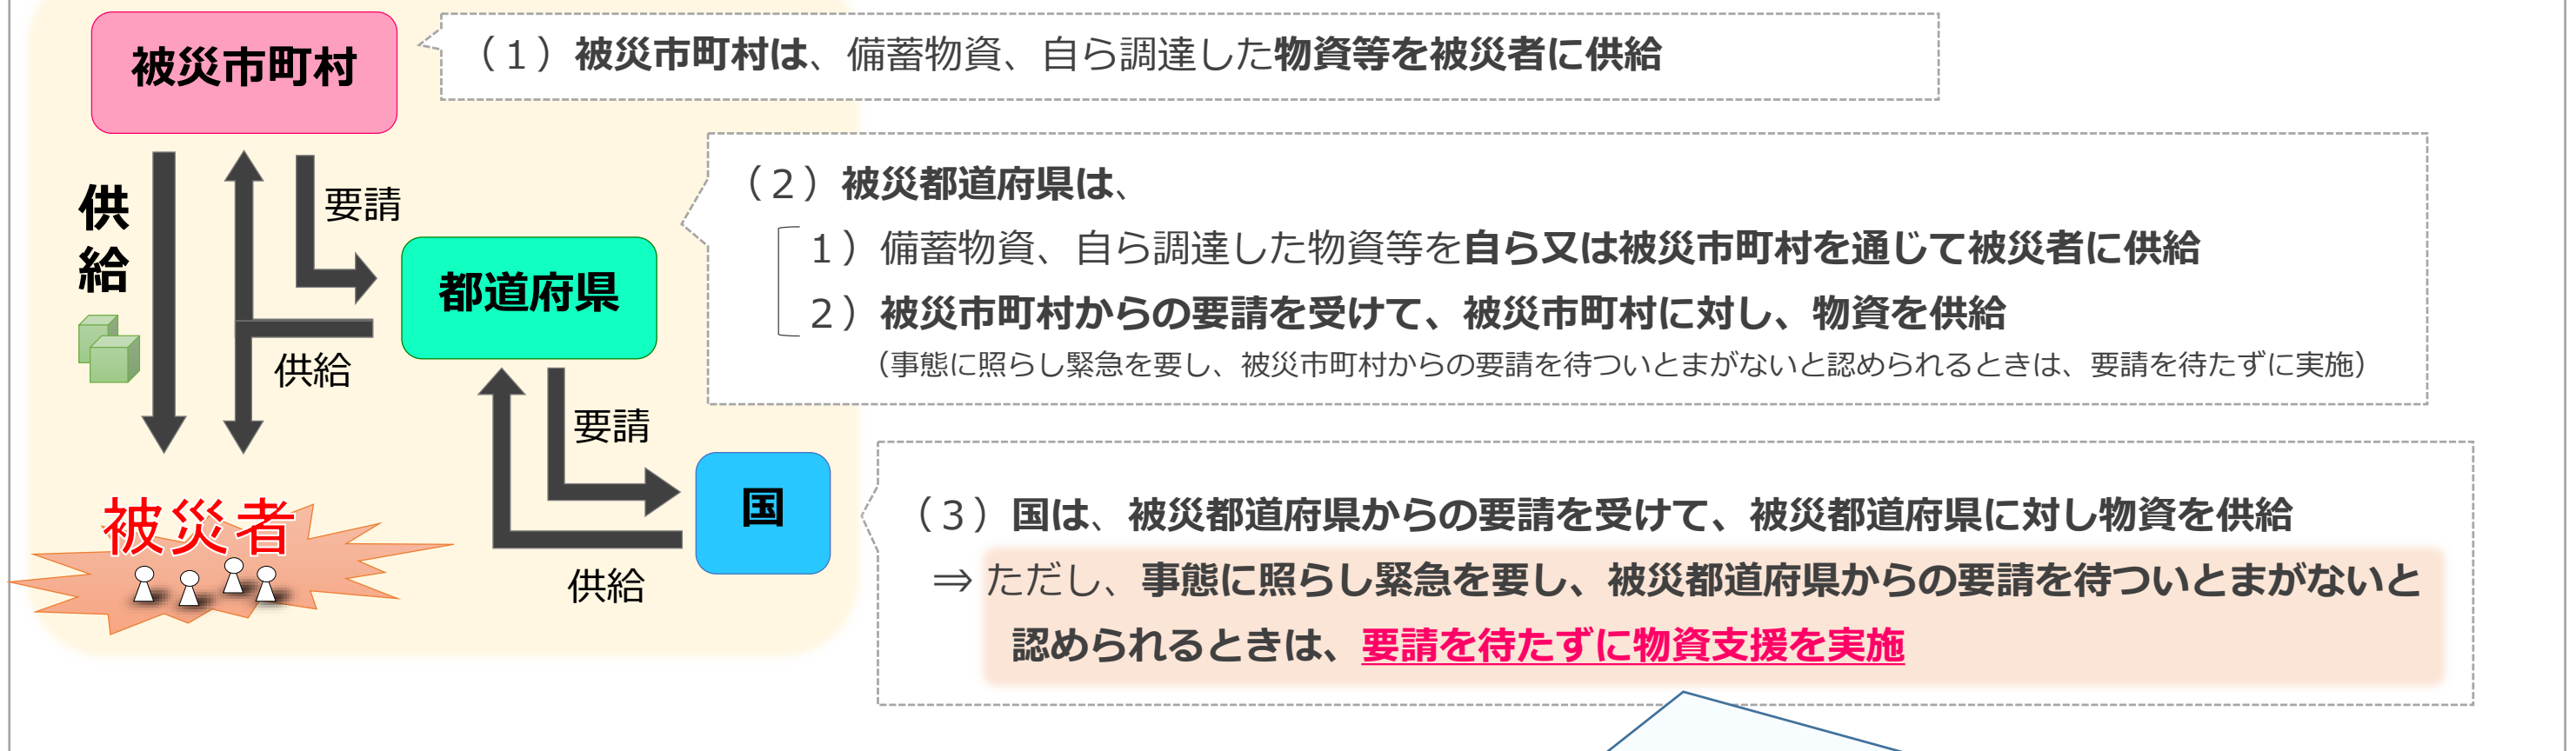 被災市町村
（１）被災市町村は、備蓄物資、自ら調達した物資等を被災者に供給
供給
要請
都道府県
供給
（２）被災都道府県は、
１）備蓄物資、自ら調達した物資等を自ら又は被災市町村を通じて被災者に供給
２）被災市町村からの要請を受けて、被災市町村に対し、物資を供給
（事態に照らし緊急を要し、被災市町村からの要請を待ついとまがないと認められるときは、要請を待たずに実施）
要請
国
供給
被災者
（３）国は、被災都道府県からの要請を受けて、被災都道府県に対し物資を供給
⇒ ただし、事態に照らし緊急を要し、被災都道府県からの要請を待ついとまがないと
認められるときは、要請を待たずに物資支援を実施